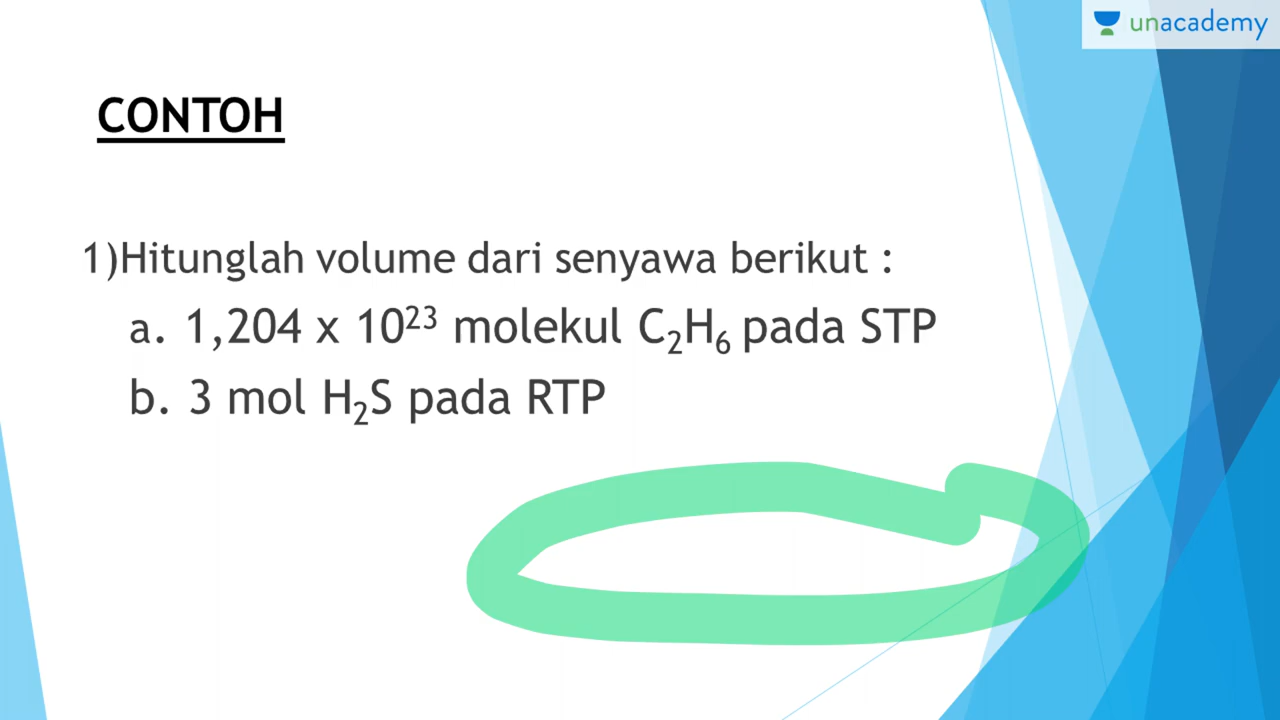 unacademy
CONTOH
1)Hitunglah volume dari senyawa berikut :
a. 1,204 x 10²³ molekul C₂H₆ pada STP
b. 3 mol H₂S pada RTP